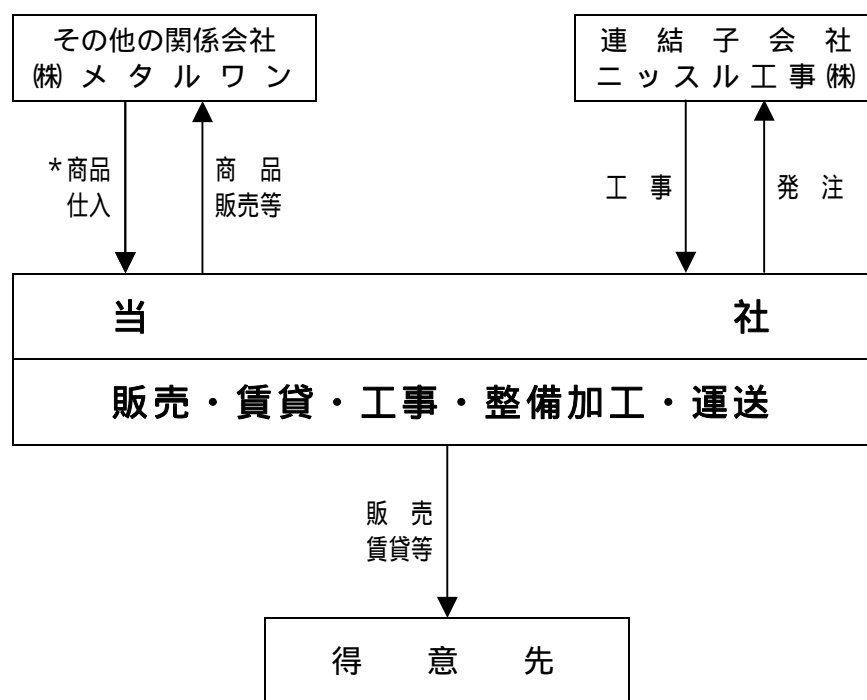 その他の関係会社
㈱メタルワン
連結子会社
ニッスル工事㈱
*商品
仕入
商品
販売等
工事
発注
当社
販売・賃貸・工事・整備加工・運送
販売
賃貸等
得意先